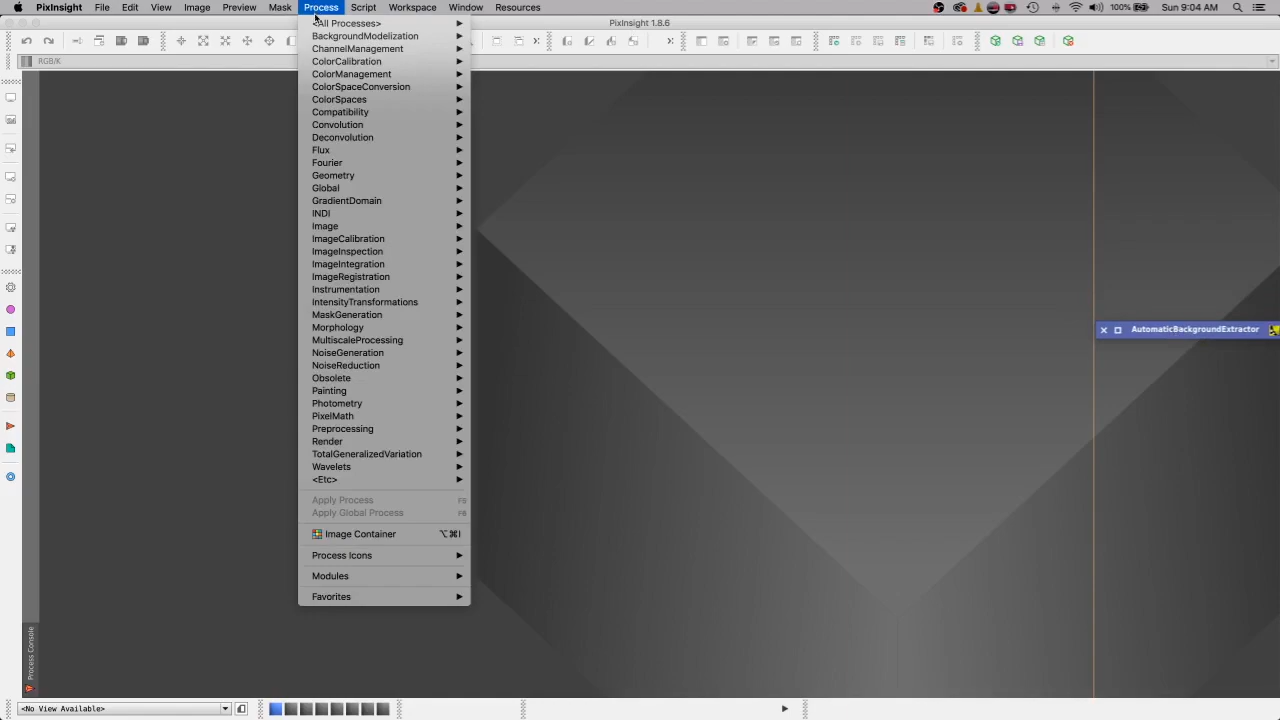 PixInsight File Edit View Image Preview Mask Process Script Workspace Window Resources 100% Sun 9:04 AM
PixInsight 1.8.6
RGB/K
<All Processes>
BackgroundModelization
ChannelManagement
ColorCalibration
ColorManagement
ColorSpaceConversion
ColorSpaces
Compatibility
Convolution
Deconvolution
Flux
Fourier
Geometry
Global
GradientDomain
INDI
Image
ImageCalibration
ImageInspection
ImageIntegration
ImageRegistration
Instrumentation
IntensityTransformations
MaskGeneration
Morphology
MultiscaleProcessing
NoiseGeneration
NoiseReduction
Obsolete
Painting
Photometry
PixelMath
Preprocessing
Render
TotalGeneralizedVariation
Wavelets
<Etc>
Apply Process F5
Apply Global Process F6
Image Container ⌥⌘I
Process Icons
Modules
Favorites
AutomaticBackgroundExtractor
Process Console
<No View Available>